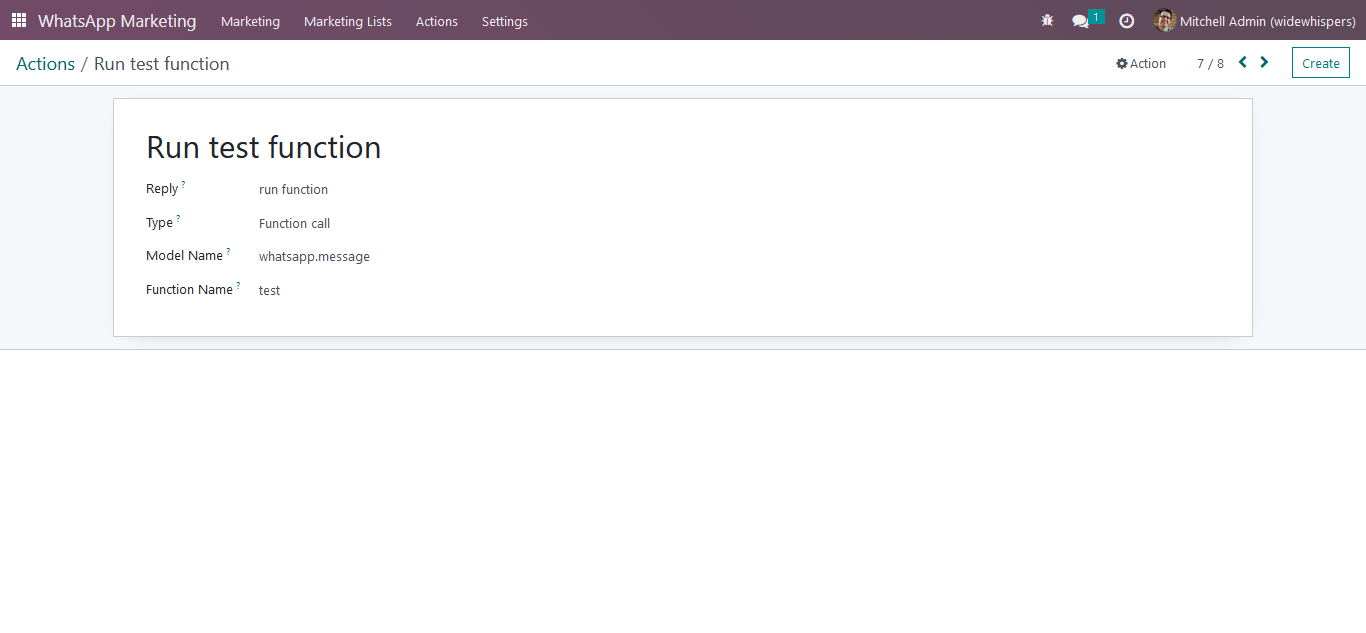 WhatsApp Marketing Marketing Marketing Lists Actions Settings 1 Mitchell Admin (widewhispers)
Actions / Run test function Action 7 / 8 Create
Run test function
Reply ? run function
Type ? Function call
Model Name ? whatsapp.message
Function Name ? test